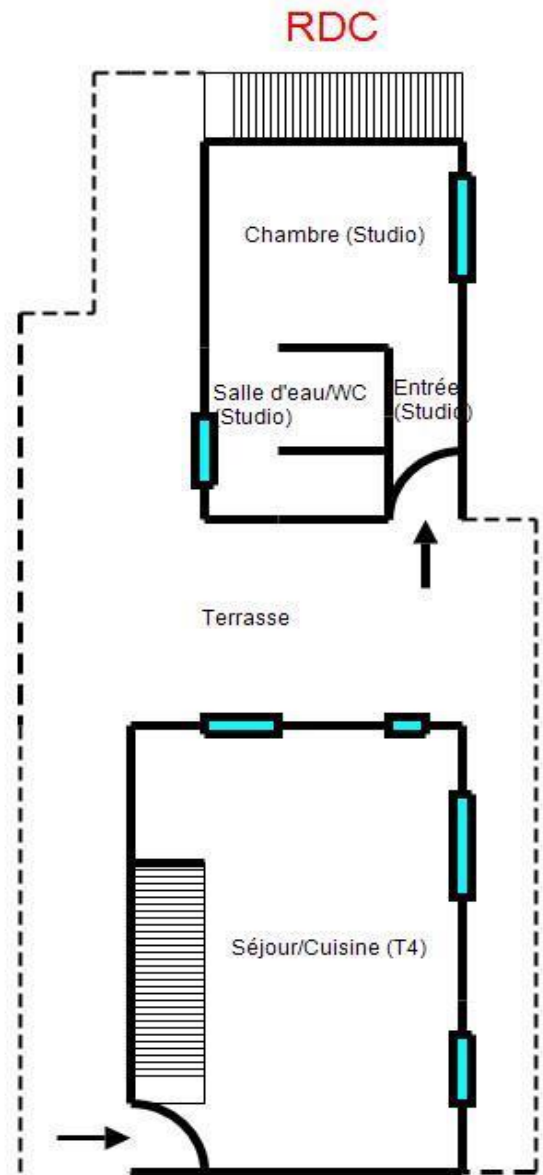 RDC
Chambre (Studio)
Salle d'eau/WC
(Studio)
Entrée
(Studio)
Terrasse
Séjour/Cuisine (T4)